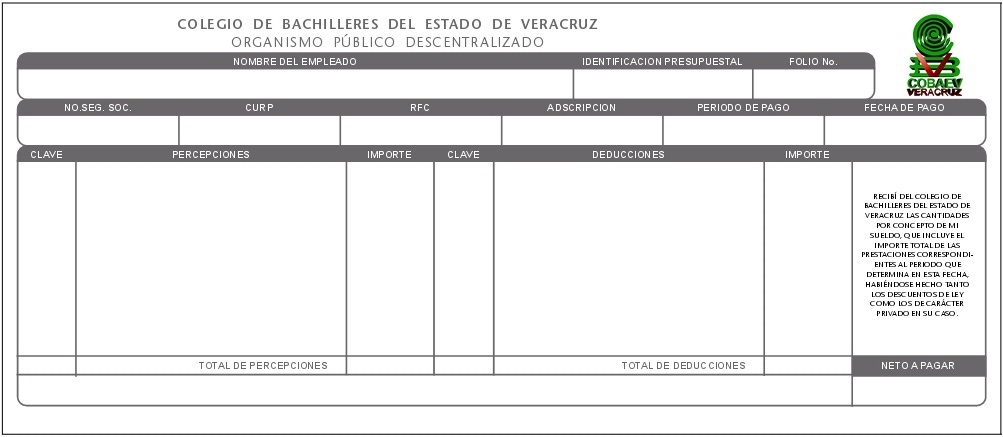 COLEGIO DE BACHILLERES DEL ESTADO DE VERACRUZ
ORGANISMO PÚBLICO DESCENTRALIZADO
COBAEV
VERACRUZ
NOMBRE DEL EMPLEADO IDENTIFICACION PRESUPUESTAL FOLIO No.
NO.SEG. SOC. CURP RFC ADSCRIPCION PERIODO DE PAGO FECHA DE PAGO
CLAVE PERCEPCIONES IMPORTE CLAVE DEDUCCIONES IMPORTE
RECIBÍ DEL COLEGIO DE
BACHILLERES DEL ESTADO DE
VERACRUZ LAS CANTIDADES
POR CONCEPTO DE MI
SUELDO, QUE INCLUYE EL
IMPORTE TOTAL DE LAS
PRESTACIONES CORRESPONDI-
ENTES AL PERIODO QUE
DETERMINA EN ESTA FECHA,
HABIÉNDOSE HECHO TANTO
LOS DESCUENTOS DE LEY
COMO LOS DE CARÁCTER
PRIVADO EN SU CASO.
TOTAL DE PERCEPCIONES TOTAL DE DEDUCCIONES NETO A PAGAR